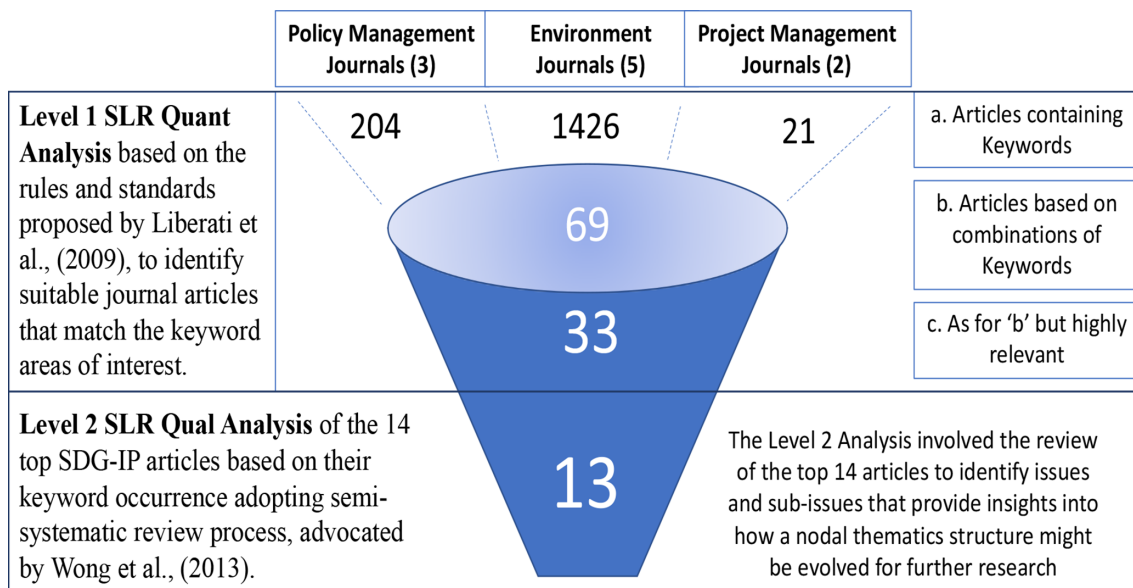 Policy Management
Journals (3)
Environment
Journals (5)
Project Management
Journals (2)
Level 1 SLR Quant
Analysis based on the
rules and standards
proposed by Liberati et
al., (2009), to identify
suitable journal articles
that match the keyword
areas of interest.
204
1426
21
69
33
a. Articles containing
Keywords
b. Articles based on
combinations of
Keywords
c. As for ‘b’ but highly
relevant
Level 2 SLR Qual Analysis of the 14
top SDG-IP articles based on their
keyword occurrence adopting semi-
systematic review process, advocated
by Wong et al., (2013).
13
The Level 2 Analysis involved the review
of the top 14 articles to identify issues
and sub-issues that provide insights into
how a nodal thematics structure might
be evolved for further research